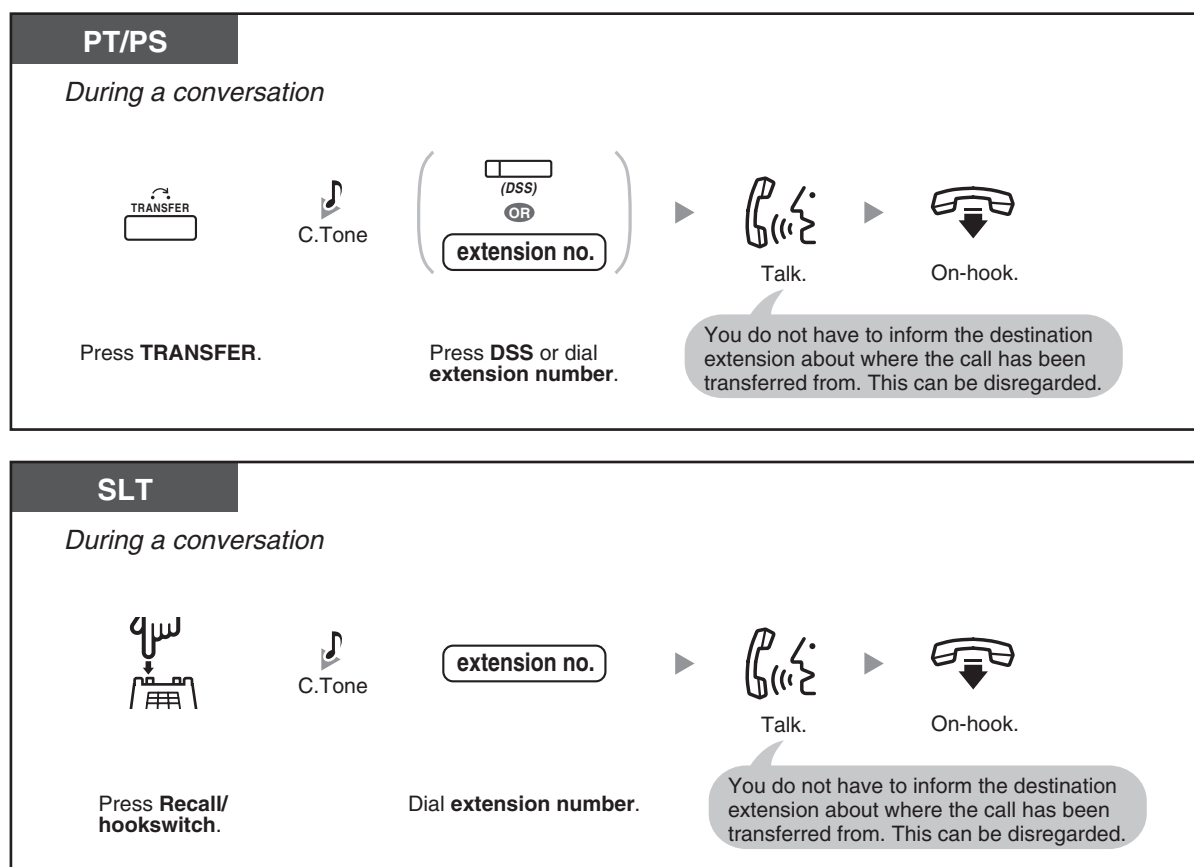 PT/PS
During a conversation
TRANSFER
C.Tone
(DSS)
OR
extension no.
Talk.
On-hook.
Press TRANSFER.
Press DSS or dial
extension number.
You do not have to inform the destination
extension about where the call has been
transferred from. This can be disregarded.
SLT
During a conversation
C.Tone
extension no.
Talk.
On-hook.
Press Recall/
hookswitch.
Dial extension number.
You do not have to inform the destination
extension about where the call has been
transferred from. This can be disregarded.